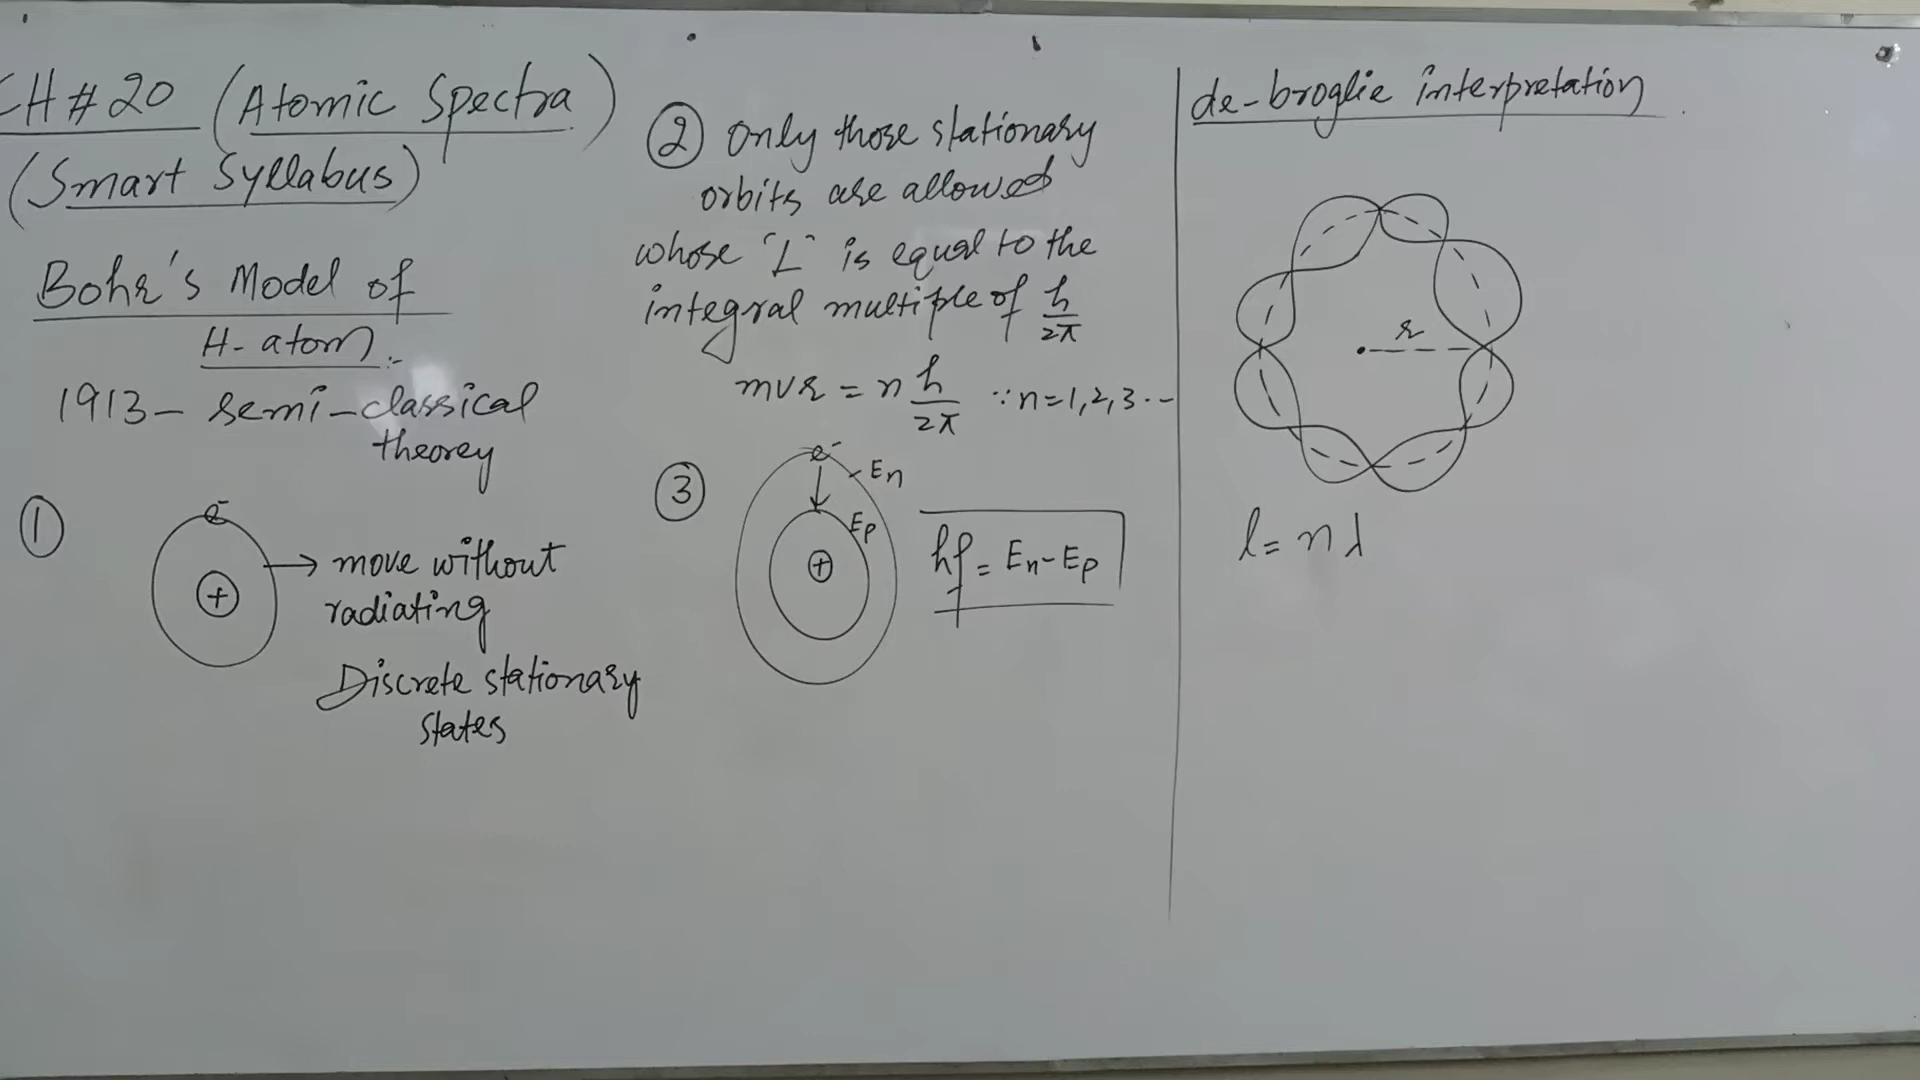 CH#20 (Atomic Spectra)
(Smart Syllabus)
Bohr's Model of
H-atom:-
1913- semi-classical
theorey
①
e⁻
+
→ move without
radiating
Discrete stationary
states
② Only those stationary
orbits are allowed
whose "L" is equal to the
integral multiple of h/2π
mvr = n h/2π ∵ n=1,2,3...
③
e⁻
En
Ep
+
hf = En-Ep
de-broglie interpretation
r
l = nλ